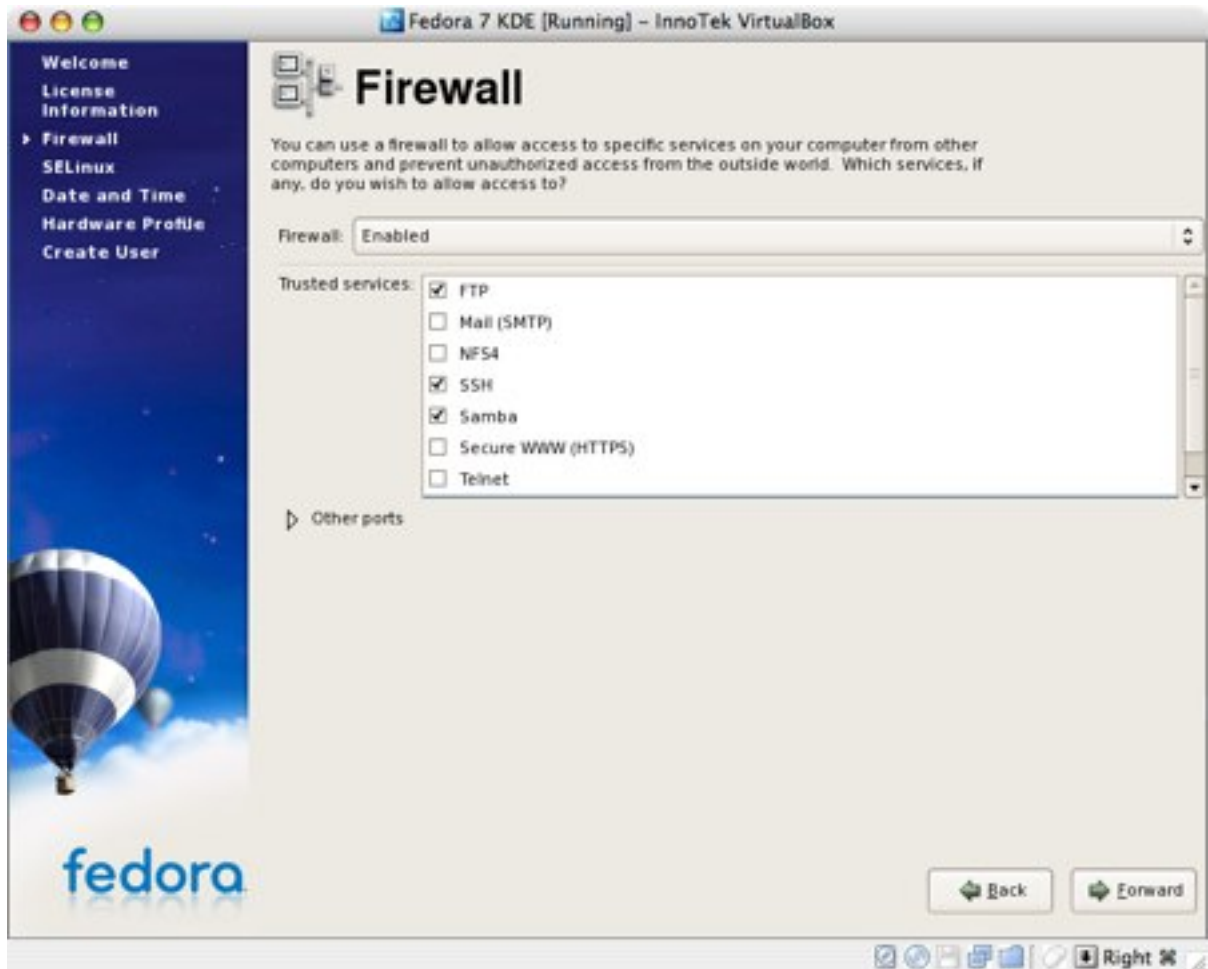 Fedora 7 KDE [Running] – InnoTek VirtualBox
Welcome
License
Information
Firewall
SELinux
Date and Time
Hardware Profile
Create User
Firewall
You can use a firewall to allow access to specific services on your computer from other
computers and prevent unauthorized access from the outside world. Which services, if
any, do you wish to allow access to?
Firewall: Enabled
Trusted services:
FTP
Mail (SMTP)
NFS4
SSH
Samba
Secure WWW (HTTPS)
Telnet
Other ports
fedora
Back
Forward
Right ⌘